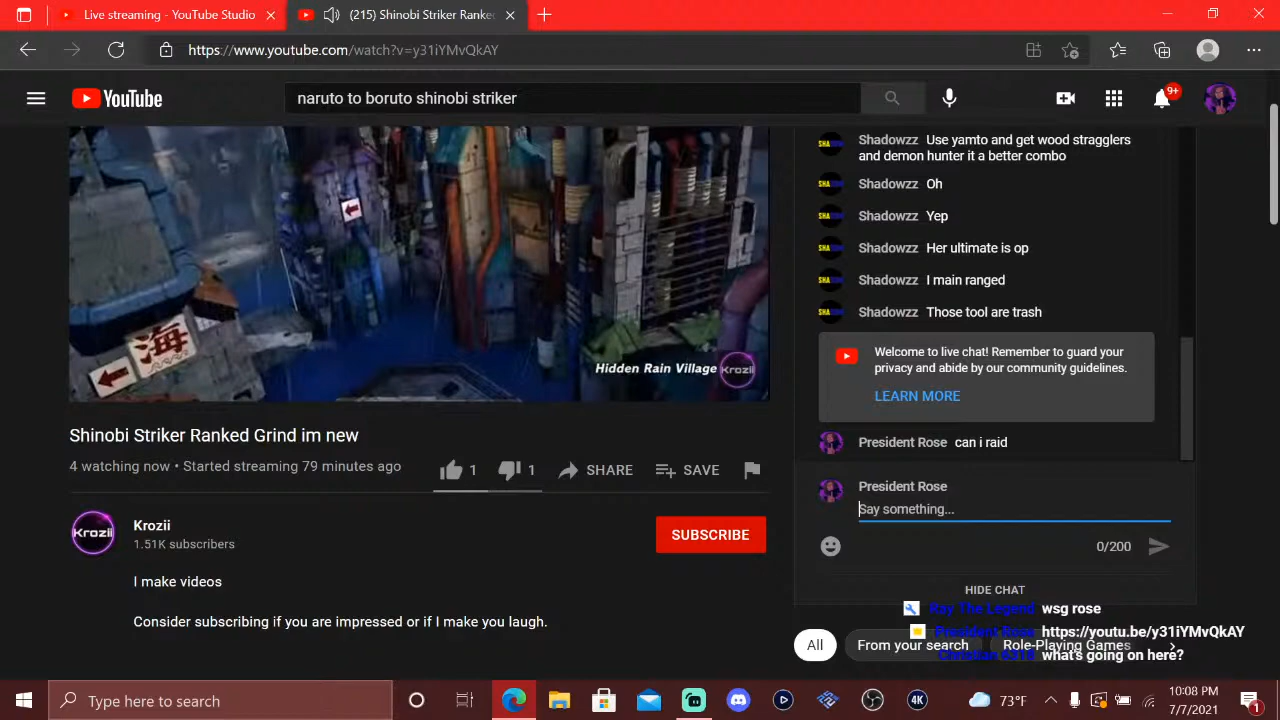 Live streaming - YouTube Studio
(215) Shinobi Striker Ranke
https://www.youtube.com/watch?v=y31iYMvQkAY
YouTube
naruto to boruto shinobi striker
9+
Shadowzz Use yamto and get wood stragglers
and demon hunter it a better combo
Shadowzz Oh
Shadowzz Yep
Shadowzz Her ultimate is op
Shadowzz I main ranged
Shadowzz Those tool are trash
Welcome to live chat! Remember to guard your
privacy and abide by our community guidelines.
LEARN MORE
President Rose can i raid
President Rose
Say something...
0/200
HIDE CHAT
海
Hidden Rain Village
Krozii
Shinobi Striker Ranked Grind im new
4 watching now • Started streaming 79 minutes ago
1 1 SHARE SAVE
Krozii
Krozii
1.51K subscribers
SUBSCRIBE
I make videos
Consider subscribing if you are impressed or if I make you laugh.
Ray The Legend wsg rose
President Rose https://youtu.be/y31iYMvQkAY
what's going on here?
All From your search Role-Playing Games
Type here to search
4K
73°F
10:08 PM
7/7/2021
1